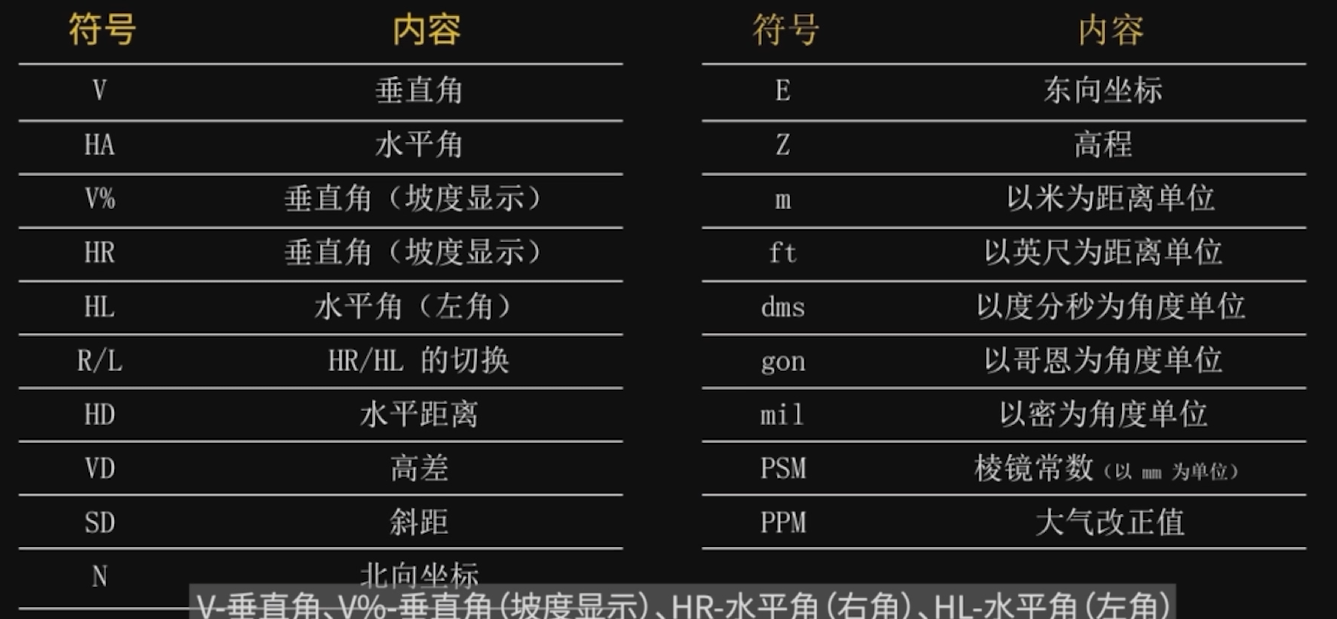 符号 内容
V 垂直角
HA 水平角
V% 垂直角（坡度显示）
HR 垂直角（坡度显示）
HL 水平角（左角）
R/L HR/HL 的切换
HD 水平距离
VD 高差
SD 斜距
N 北向坐标
符号 内容
E 东向坐标
Z 高程
m 以米为距离单位
ft 以英尺为距离单位
dms 以度分秒为角度单位
gon 以哥恩为角度单位
mil 以密为角度单位
PSM 棱镜常数（以 mm 为单位）
PPM 大气改正值
V-垂直角、V%-垂直角(坡度显示)、HR-水平角(右角)、HL-水平角(左角)